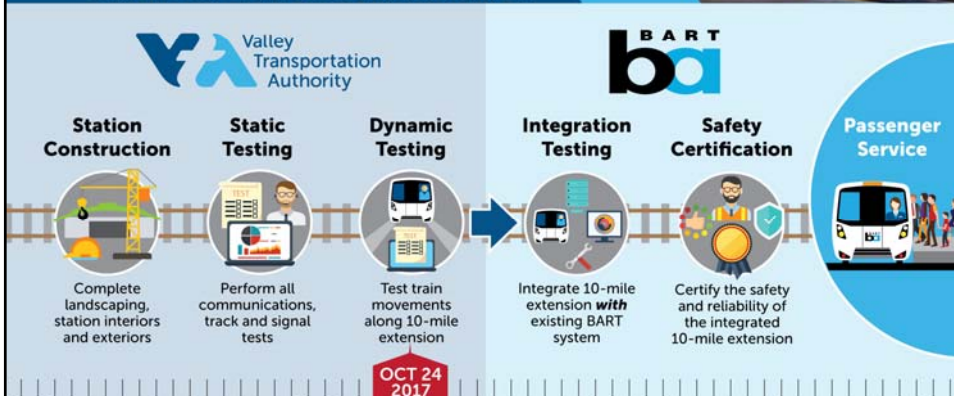 Valley
Transportation
Authority
BART
ba
Station
Construction
Complete
landscaping,
station interiors
and exteriors
Static
Testing
TEST
Perform all
communications,
track and signal
tests
Dynamic
Testing
TEST
Test train
movements
along 10-mile
extension
OCT 24
2017
Integration
Testing
Integrate 10-mile
extension with
existing BART
system
Safety
Certification
Certify the safety
and reliability of
the integrated
10-mile extension
Passenger
Service
BART
ba